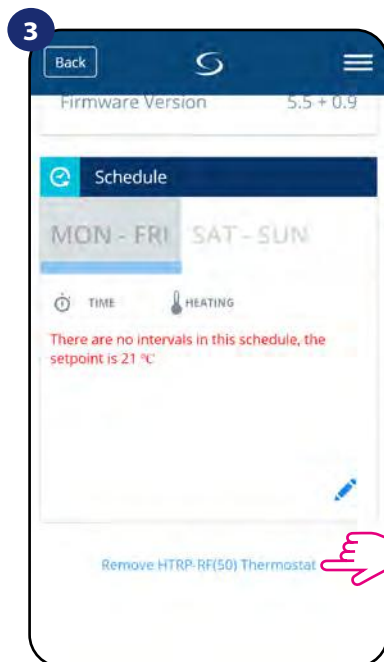 3
Back
Firmware Version 5.5 + 0.9
Schedule
MON - FRI SAT - SUN
TIME HEATING
There are no intervals in this schedule, the
setpoint is 21 °C
Remove HTRP-RF(50) Thermostat